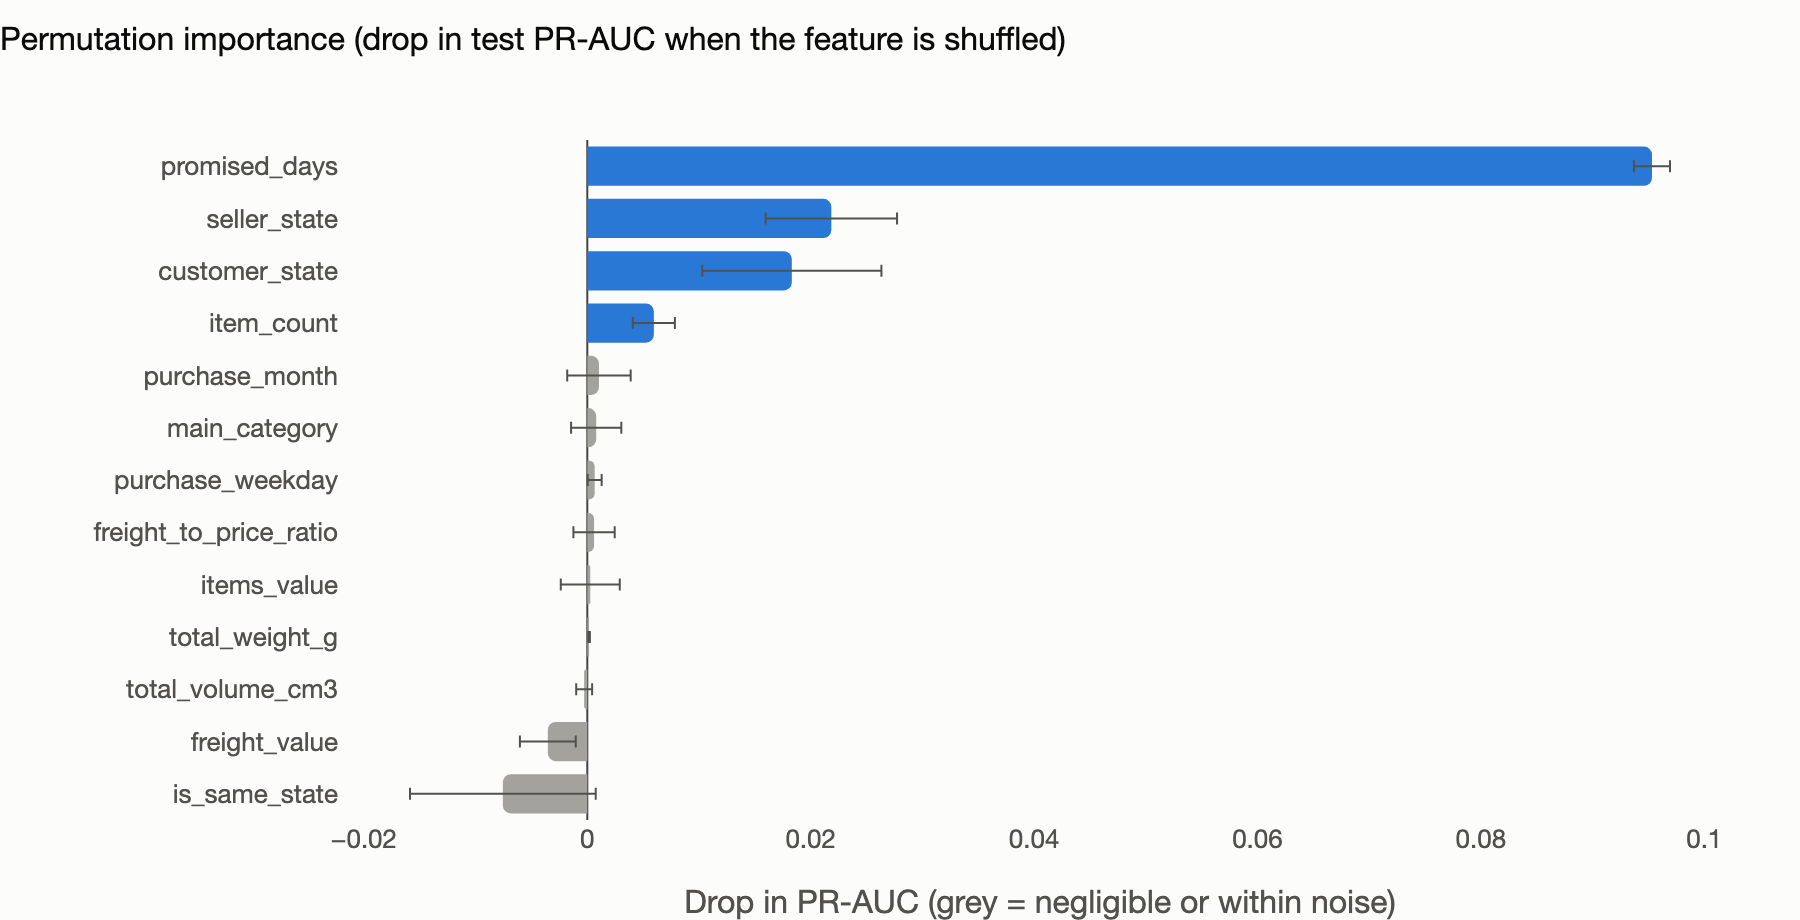 Permutation importance (drop in test PR-AUC when the feature is shuffled)
promised_days
seller_state
customer_state
item_count
purchase_month
main_category
purchase_weekday
freight_to_price_ratio
items_value
total_weight_g
total_volume_cm3
freight_value
is_same_state
−0.02 0 0.02 0.04 0.06 0.08 0.1
Drop in PR-AUC (grey = negligible or within noise)